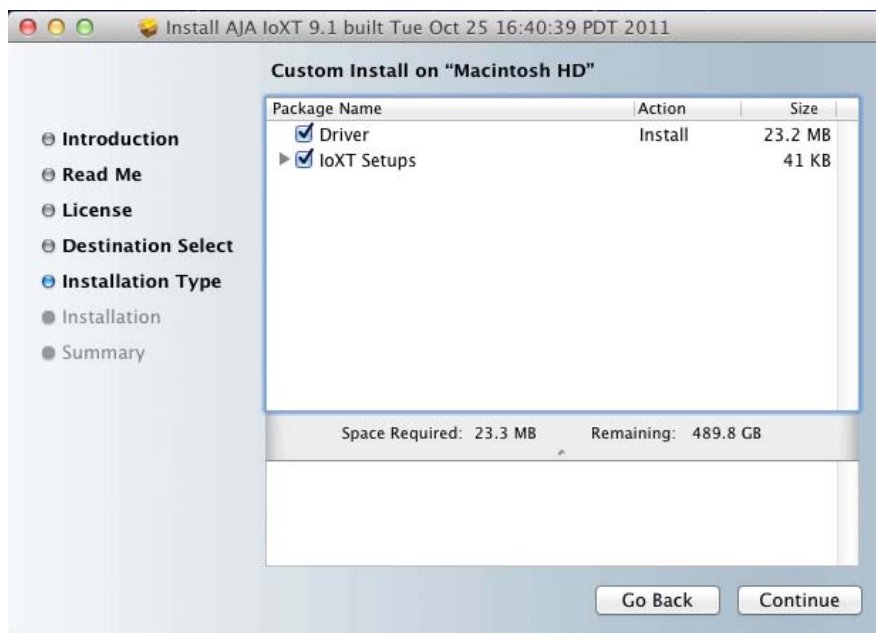 Install AJA IoXT 9.1 built Tue Oct 25 16:40:39 PDT 2011
Custom Install on “Macintosh HD”
Introduction
Read Me
License
Destination Select
Installation Type
Installation
Summary
Package Name Action Size
Driver Install 23.2 MB
IoXT Setups 41 KB
Space Required: 23.3 MB Remaining: 489.8 GB
Go Back Continue